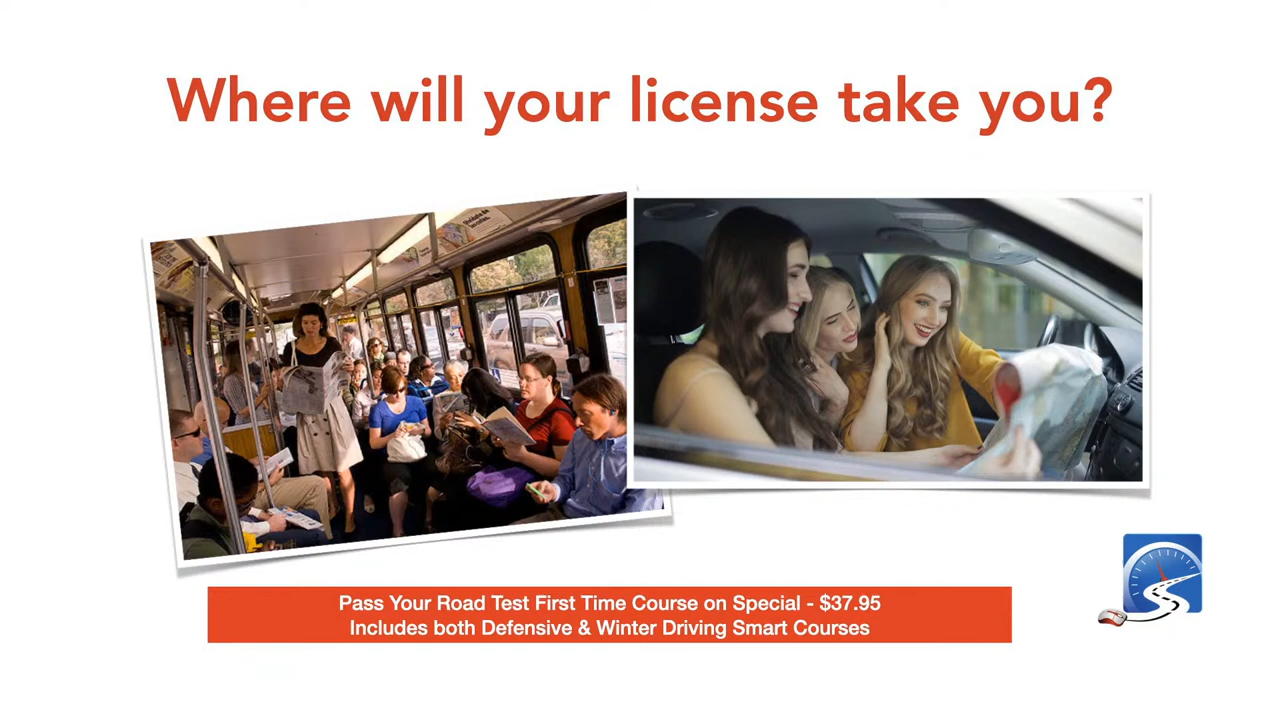 Where will your license take you?
Pass Your Road Test First Time Course on Special - $37.95
Includes both Defensive & Winter Driving Smart Courses